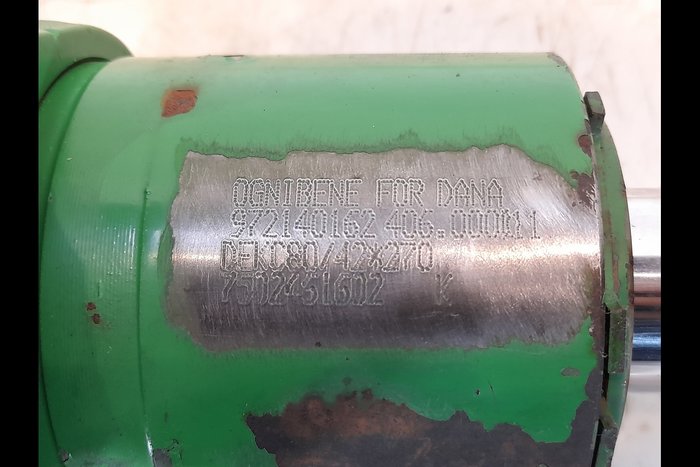 OGNIBENE FOR DANA
972140162 406.000011
DEKC80/42X270
7502451602 K